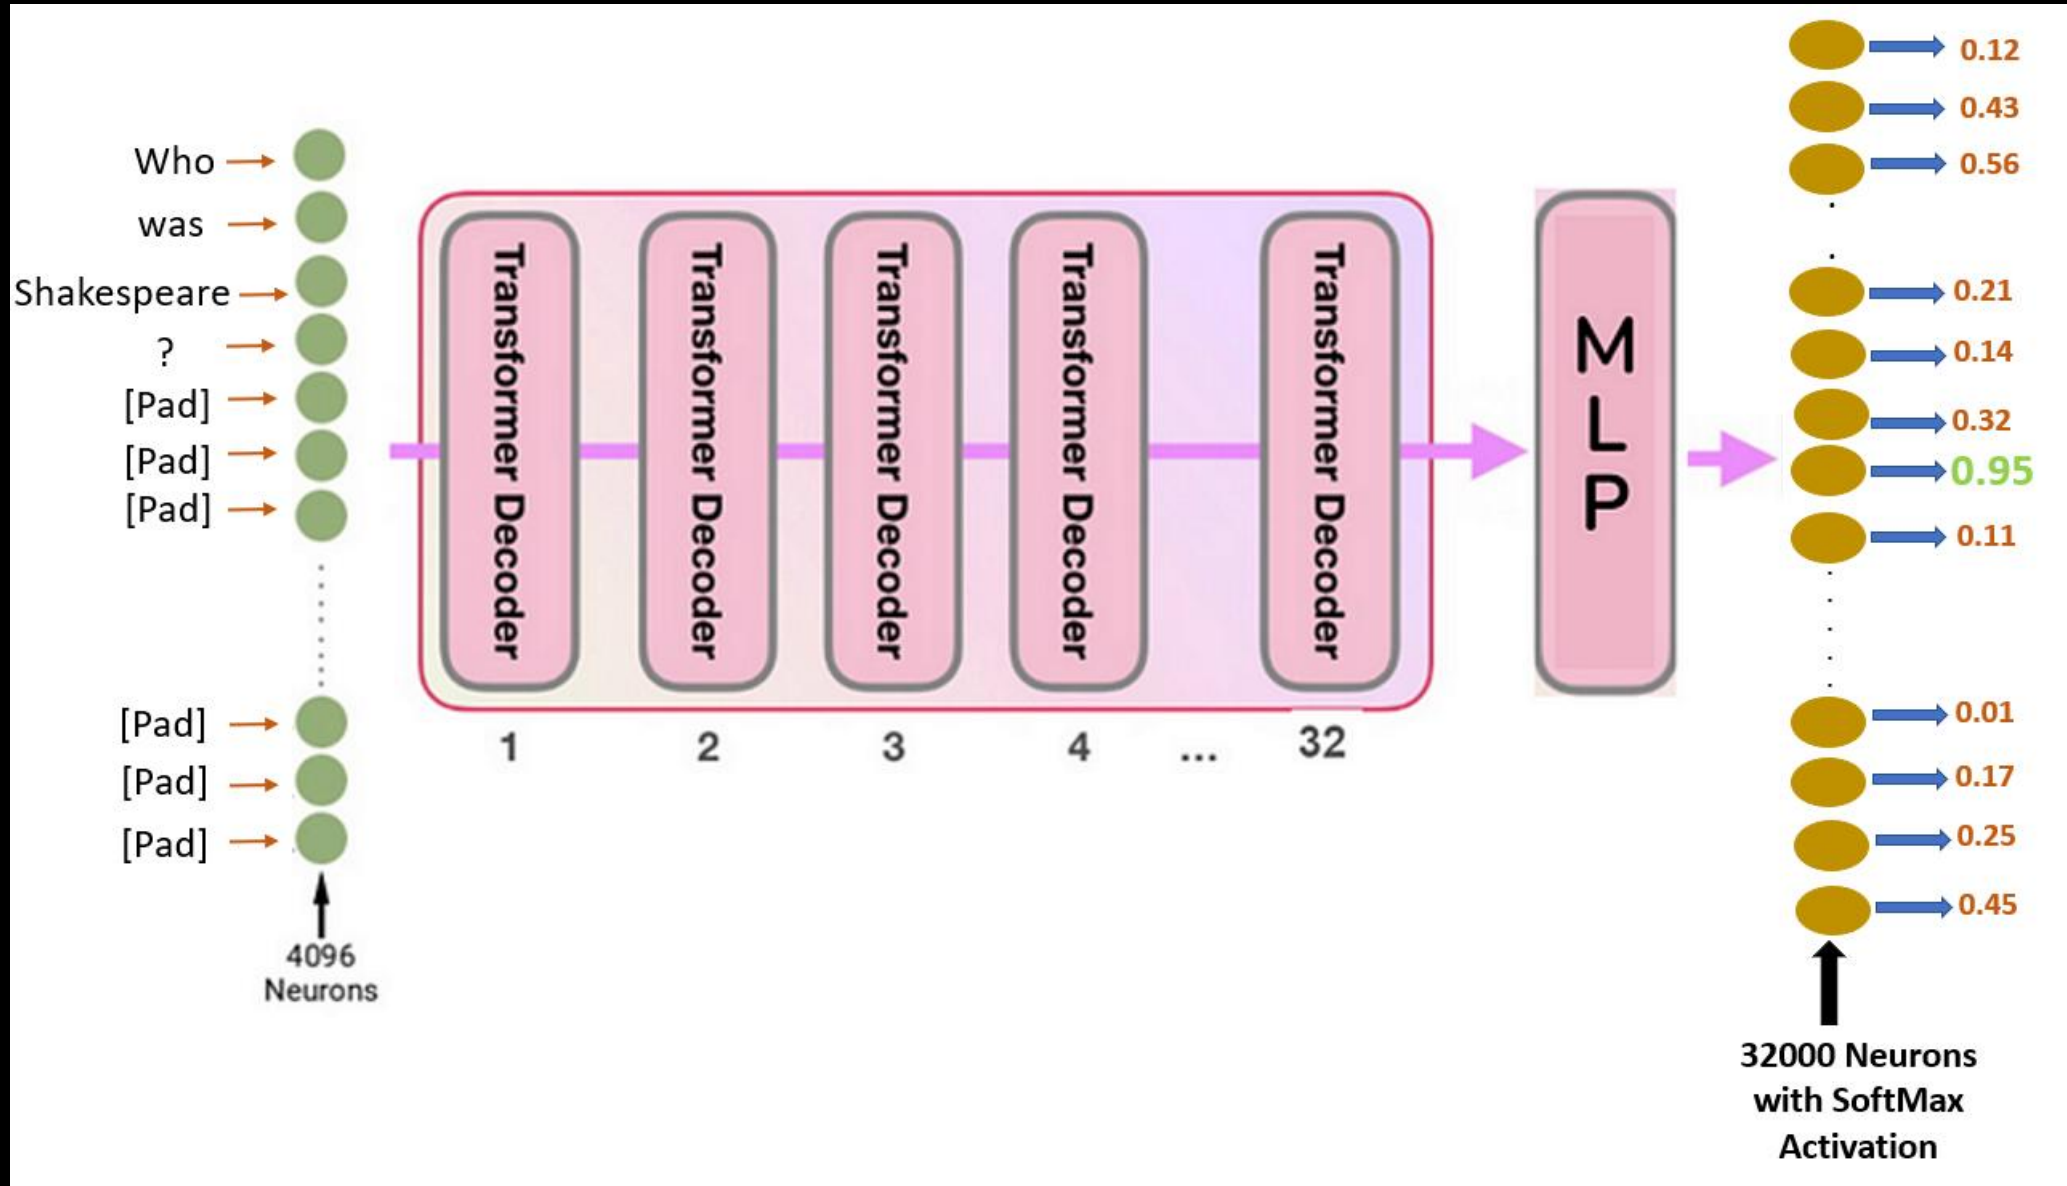 Who
was
Shakespeare
?
[Pad]
[Pad]
[Pad]
[Pad]
[Pad]
[Pad]
4096
Neurons
Transformer Decoder
Transformer Decoder
Transformer Decoder
Transformer Decoder
Transformer Decoder
1 2 3 4 ... 32
M
L
P
0.12
0.43
0.56
0.21
0.14
0.32
0.95
0.11
0.01
0.17
0.25
0.45
32000 Neurons
with SoftMax
Activation